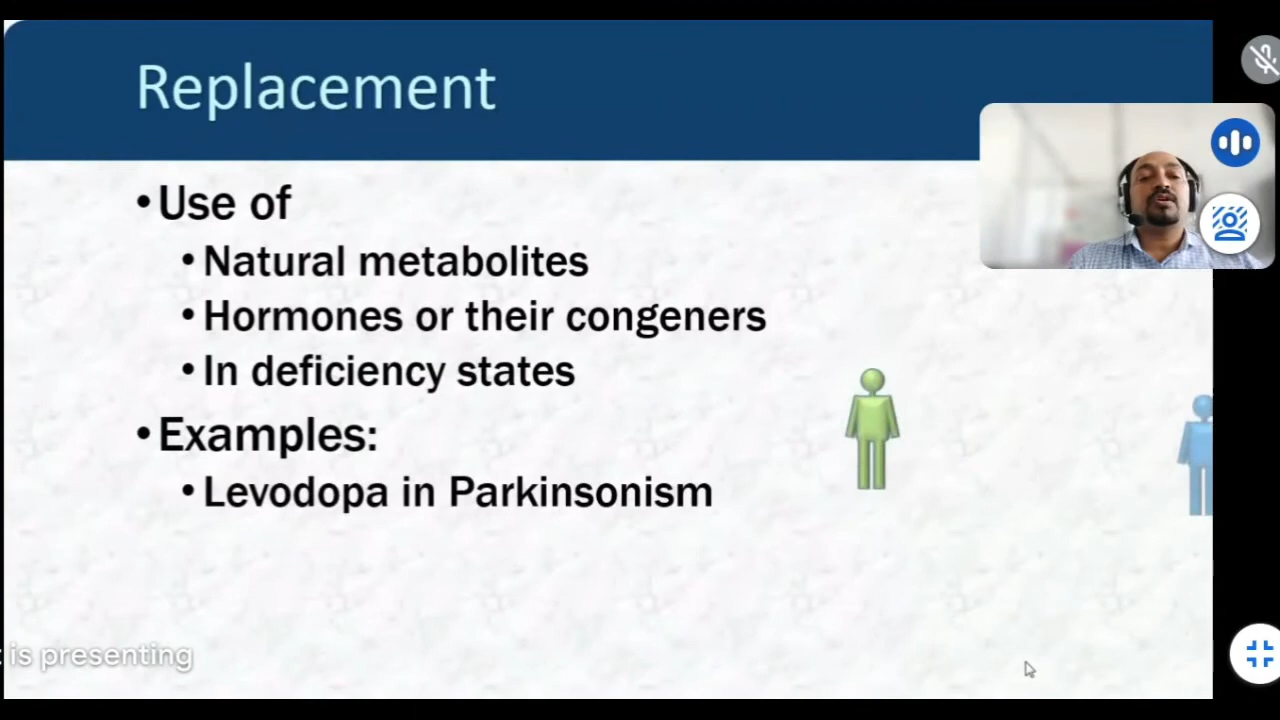 Replacement
•Use of
•Natural metabolites
•Hormones or their congeners
•In deficiency states
•Examples:
•Levodopa in Parkinsonism
is presenting